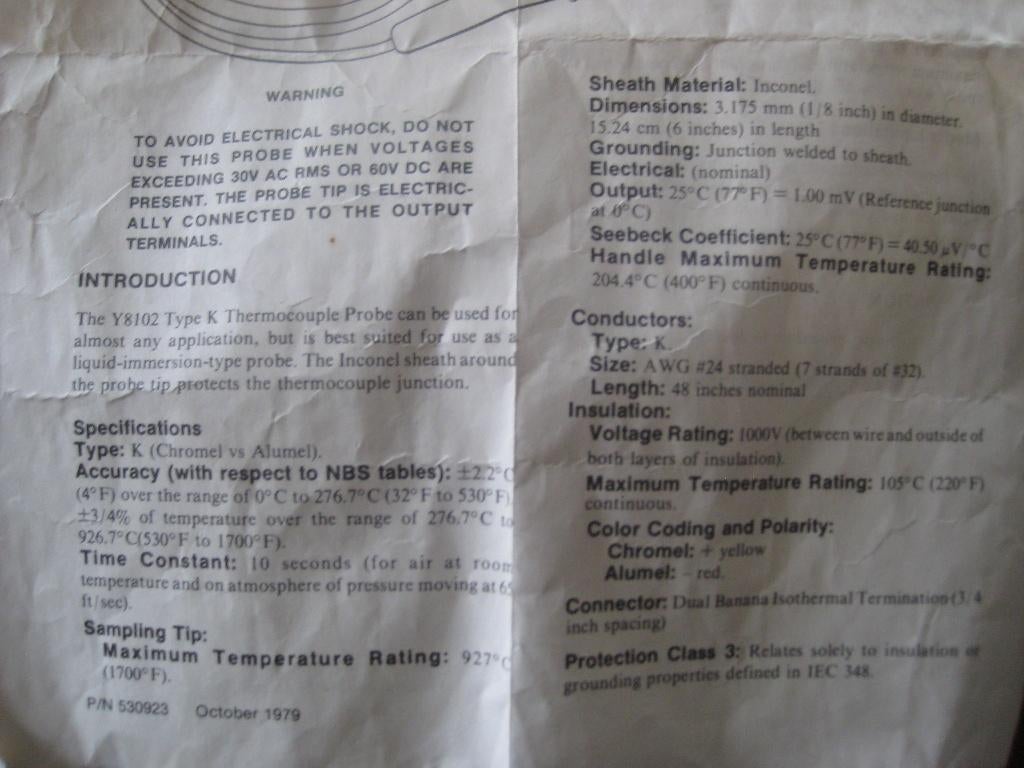 WARNING
TO AVOID ELECTRICAL SHOCK, DO NOT
USE THIS PROBE WHEN VOLTAGES
EXCEEDING 30V AC RMS OR 60V DC ARE
PRESENT. THE PROBE TIP IS ELECTRIC-
ALLY CONNECTED TO THE OUTPUT
TERMINALS.
INTRODUCTION
The Y8102 Type K Thermocouple Probe can be used for
almost any application, but is best suited for use as a
liquid-immersion-type probe. The Inconel sheath around
the probe tip protects the thermocouple junction.
Specifications
Type: K (Chromel vs Alumel).
Accuracy (with respect to NBS tables): ±2.2°C
(4°F) over the range of 0°C to 276.7°C (32°F to 530°F)
±3/4% of temperature over the range of 276.7°C to
926.7°C(530°F to 1700°F).
Time Constant: 10 seconds (for air at room
temperature and on atmosphere of pressure moving at 65
ft/sec).
Sampling Tip:
Maximum Temperature Rating: 927°C
(1700°F).
P/N 530923 October 1979
Sheath Material: Inconel.
Dimensions: 3.175 mm (1/8 inch) in diameter.
15.24 cm (6 inches) in length
Grounding: Junction welded to sheath.
Electrical: (nominal)
Output: 25°C (77°F) = 1.00 mV (Reference junction
at 0°C)
Seebeck Coefficient: 25°C (77°F) = 40.50 µV/°C
Handle Maximum Temperature Rating:
204.4°C (400°F) continuous.
Conductors:
Type: K.
Size: AWG #24 stranded (7 strands of #32).
Length: 48 inches nominal
Insulation:
Voltage Rating: 1000V (between wire and outside of
both layers of insulation).
Maximum Temperature Rating: 105°C (220°F)
continuous.
Color Coding and Polarity:
Chromel: + yellow
Alumel: - red.
Connector: Dual Banana Isothermal Termination (3/4
inch spacing)
Protection Class 3: Relates solely to insulation or
grounding properties defined in IEC 348.